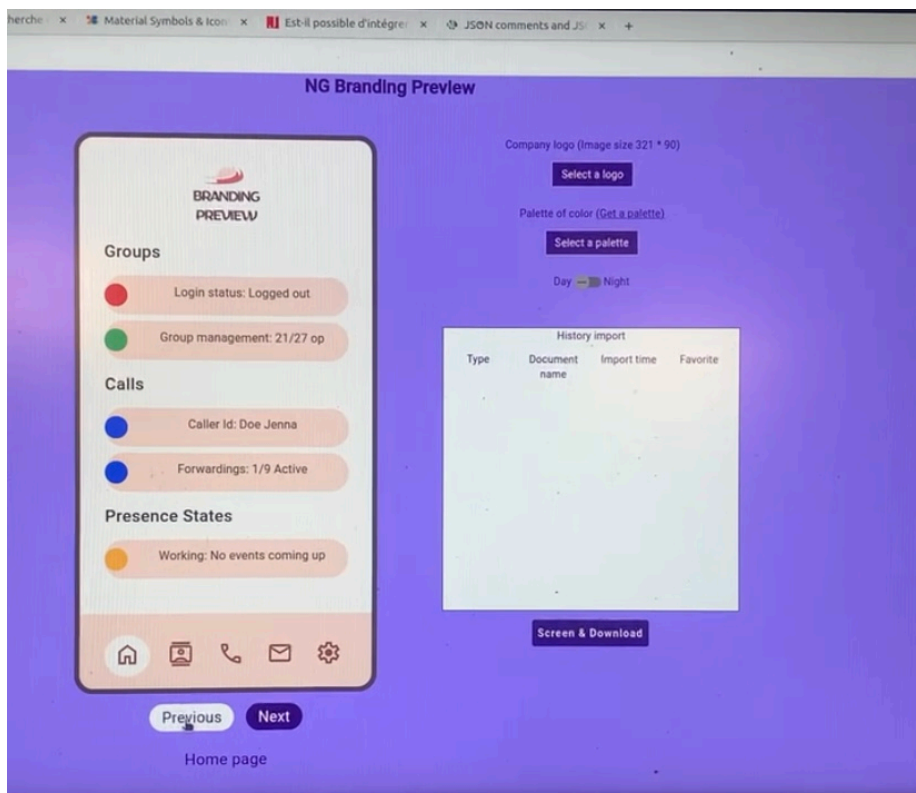 herche
Material Symbols & Icon
Est-il possible d'intégrer
JSON comments and JS
NG Branding Preview
BRANDING
PREVIEW
Groups
Login status: Logged out
Group management: 21/27 op
Calls
Caller Id: Doe Jenna
Forwardings: 1/9 Active
Presence States
Working: No events coming up
Previous
Next
Home page
Company logo (Image size 321 * 90)
Select a logo
Palette of color (Get a palette)
Select a palette
Day Night
History import
Type Document name Import time Favorite
Screen & Download